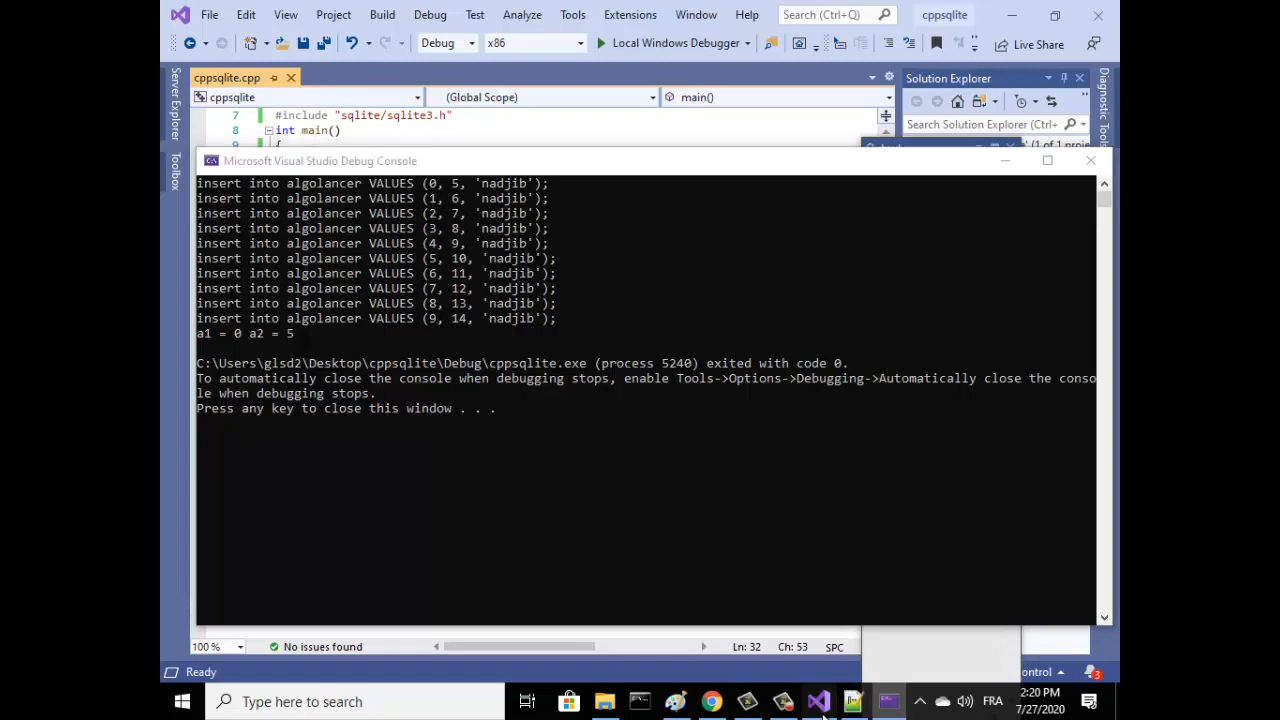 File Edit View Project Build Debug Test Analyze Tools Extensions Window Help Search (Ctrl+Q) cppsqlite
Debug x86 Local Windows Debugger Live Share
cppsqlite.cpp Solution Explorer
cppsqlite (Global Scope) main()
Server Explorer
Toolbox
Diagnostic Tools
Search Solution Explorer (Ctrl+
7 #include "sqlite/sqlite3.h"
8 int main()
9 {
Microsoft Visual Studio Debug Console
insert into algolancer VALUES (0, 5, 'nadjib');
insert into algolancer VALUES (1, 6, 'nadjib');
insert into algolancer VALUES (2, 7, 'nadjib');
insert into algolancer VALUES (3, 8, 'nadjib');
insert into algolancer VALUES (4, 9, 'nadjib');
insert into algolancer VALUES (5, 10, 'nadjib');
insert into algolancer VALUES (6, 11, 'nadjib');
insert into algolancer VALUES (7, 12, 'nadjib');
insert into algolancer VALUES (8, 13, 'nadjib');
insert into algolancer VALUES (9, 14, 'nadjib');
a1 = 0 a2 = 5
C:\Users\glsd2\Desktop\cppsqlite\Debug\cppsqlite.exe (process 5240) exited with code 0.
To automatically close the console when debugging stops, enable Tools->Options->Debugging->Automatically close the conso
le when debugging stops.
Press any key to close this window . . .
100 % No issues found Ln: 32 Ch: 53 SPC
Ready ontrol 3
Type here to search FRA 2:20 PM
7/27/2020